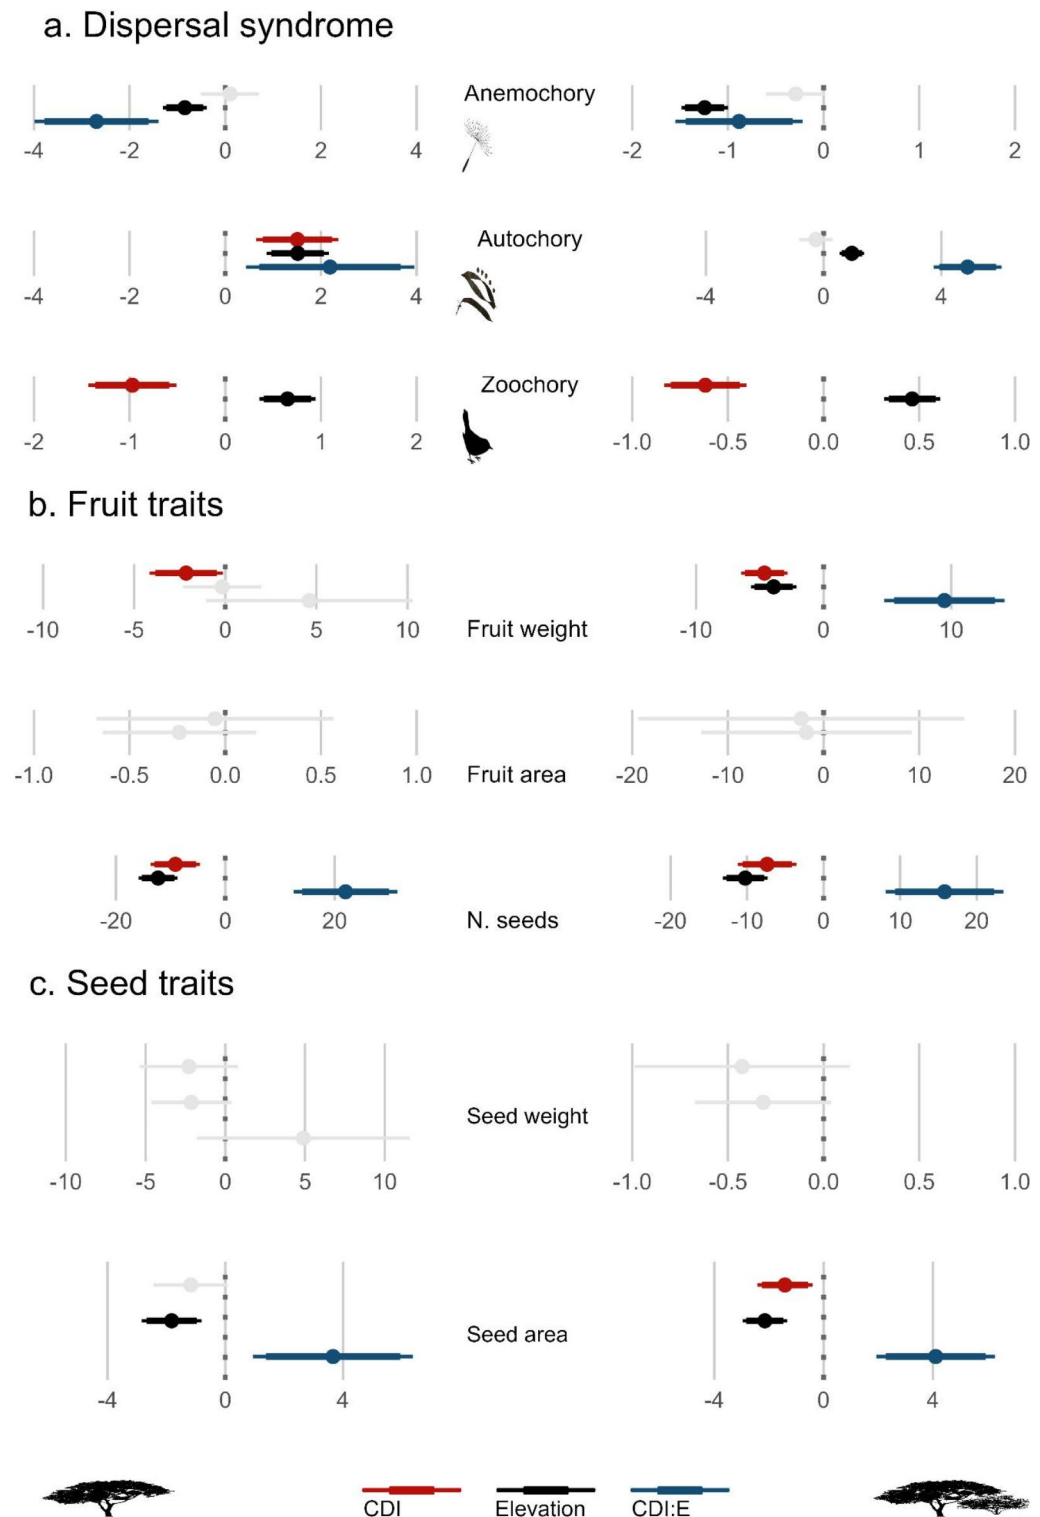 a. Dispersal syndrome
Anemochory
-4 -2 0 2 4
-2 -1 0 1 2
Autochory
-4 -2 0 2 4
-4 0 4
Zoochory
-2 -1 0 1 2
-1.0 -0.5 0.0 0.5 1.0
b. Fruit traits
-10 -5 0 5 10
Fruit weight
-10 0 10
-1.0 -0.5 0.0 0.5 1.0
Fruit area
-20 -10 0 10 20
-20 0 20
N. seeds
-20 -10 0 10 20
c. Seed traits
Seed weight
-10 -5 0 5 10
-1.0 -0.5 0.0 0.5 1.0
Seed area
-4 0 4
-4 0 4
CDI Elevation CDI:E